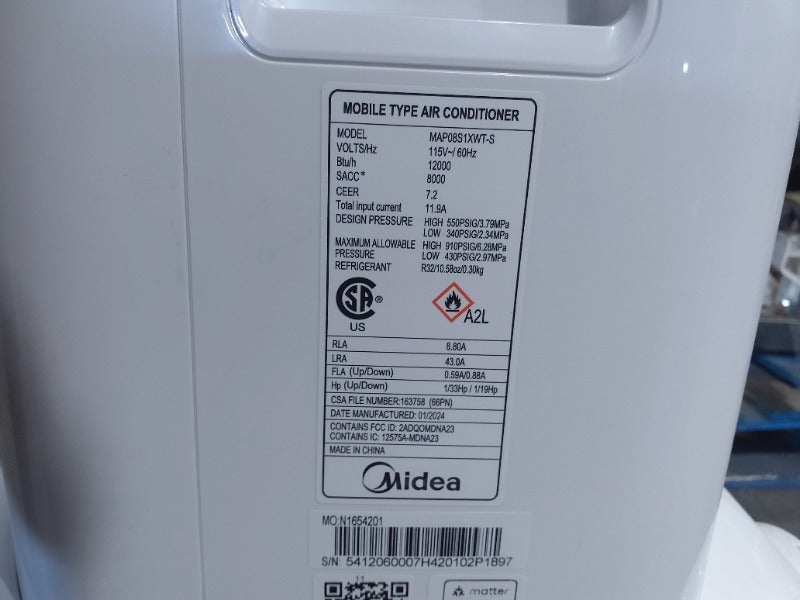 MOBILE TYPE AIR CONDITIONER
MODEL MAP08S1XWT-S
VOLTS/Hz 115V~/ 60Hz
Btu/h 12000
SACC* 8000
CEER 7.2
Total input current 11.9A
DESIGN PRESSURE HIGH 550PSIG/3.79MPa
LOW 340PSIG/2.34MPa
MAXIMUM ALLOWABLE PRESSURE HIGH 910PSIG/6.28MPa
LOW 430PSIG/2.97MPa
REFRIGERANT R32/10.58oz/0.30kg
SA ®
US
A2L
RLA 8.80A
LRA 43.0A
FLA (Up/Down) 0.59A/0.88A
Hp (Up/Down) 1/33Hp / 1/19Hp
CSA FILE NUMBER:163758 (66PN)
DATE MANUFACTURED: 01/2024
CONTAINS FCC ID: 2ADQOMDNA23
CONTAINS IC: 12575A-MDNA23
MADE IN CHINA
Midea
MO:N1654201
S/N: 5412060007H420102P1897
11
matter